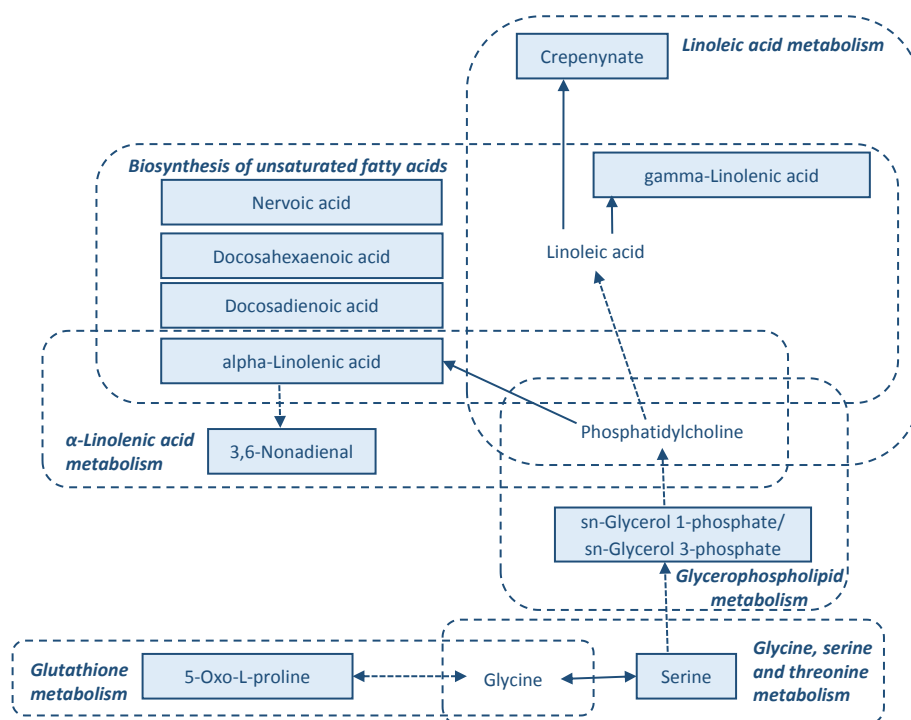 Linoleic acid metabolism
Crepenynate
Biosynthesis of unsaturated fatty acids
gamma-Linolenic acid
Nervoic acid
Linoleic acid
Docosahexaenoic acid
Docosadienoic acid
alpha-Linolenic acid
Phosphatidylcholine
α-Linolenic acid
metabolism
3,6-Nonadienal
sn-Glycerol 1-phosphate/
sn-Glycerol 3-phosphate
Glycerophospholipid
metabolism
Glutathione
metabolism
5-Oxo-L-proline
Glycine
Serine
Glycine, serine
and threonine
metabolism